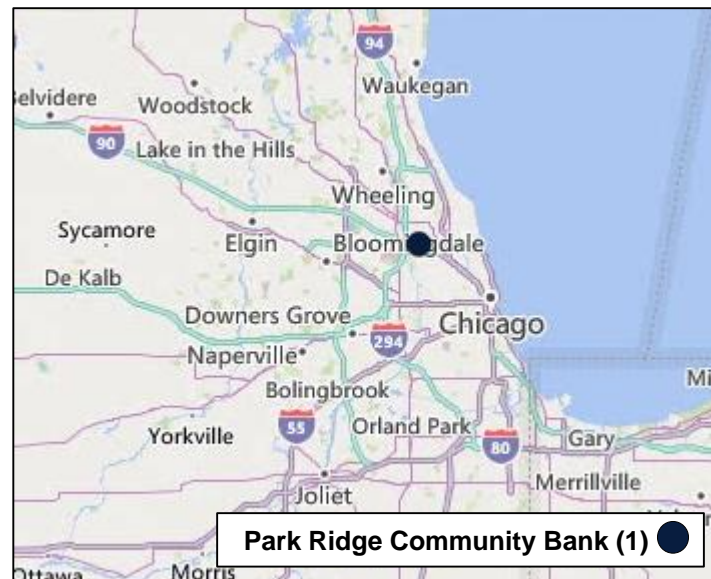 94
Waukegan
Belvidere
Woodstock
90
Lake in the Hills
Wheeling
Sycamore
Elgin
Bloomingdale
De Kalb
Downers Grove
Chicago
294
Naperville
Bolingbrook
Mi
Yorkville
55
Orland Park
80
Gary
Merrillville
Joliet
Park Ridge Community Bank (1)
Ottawa
Morris